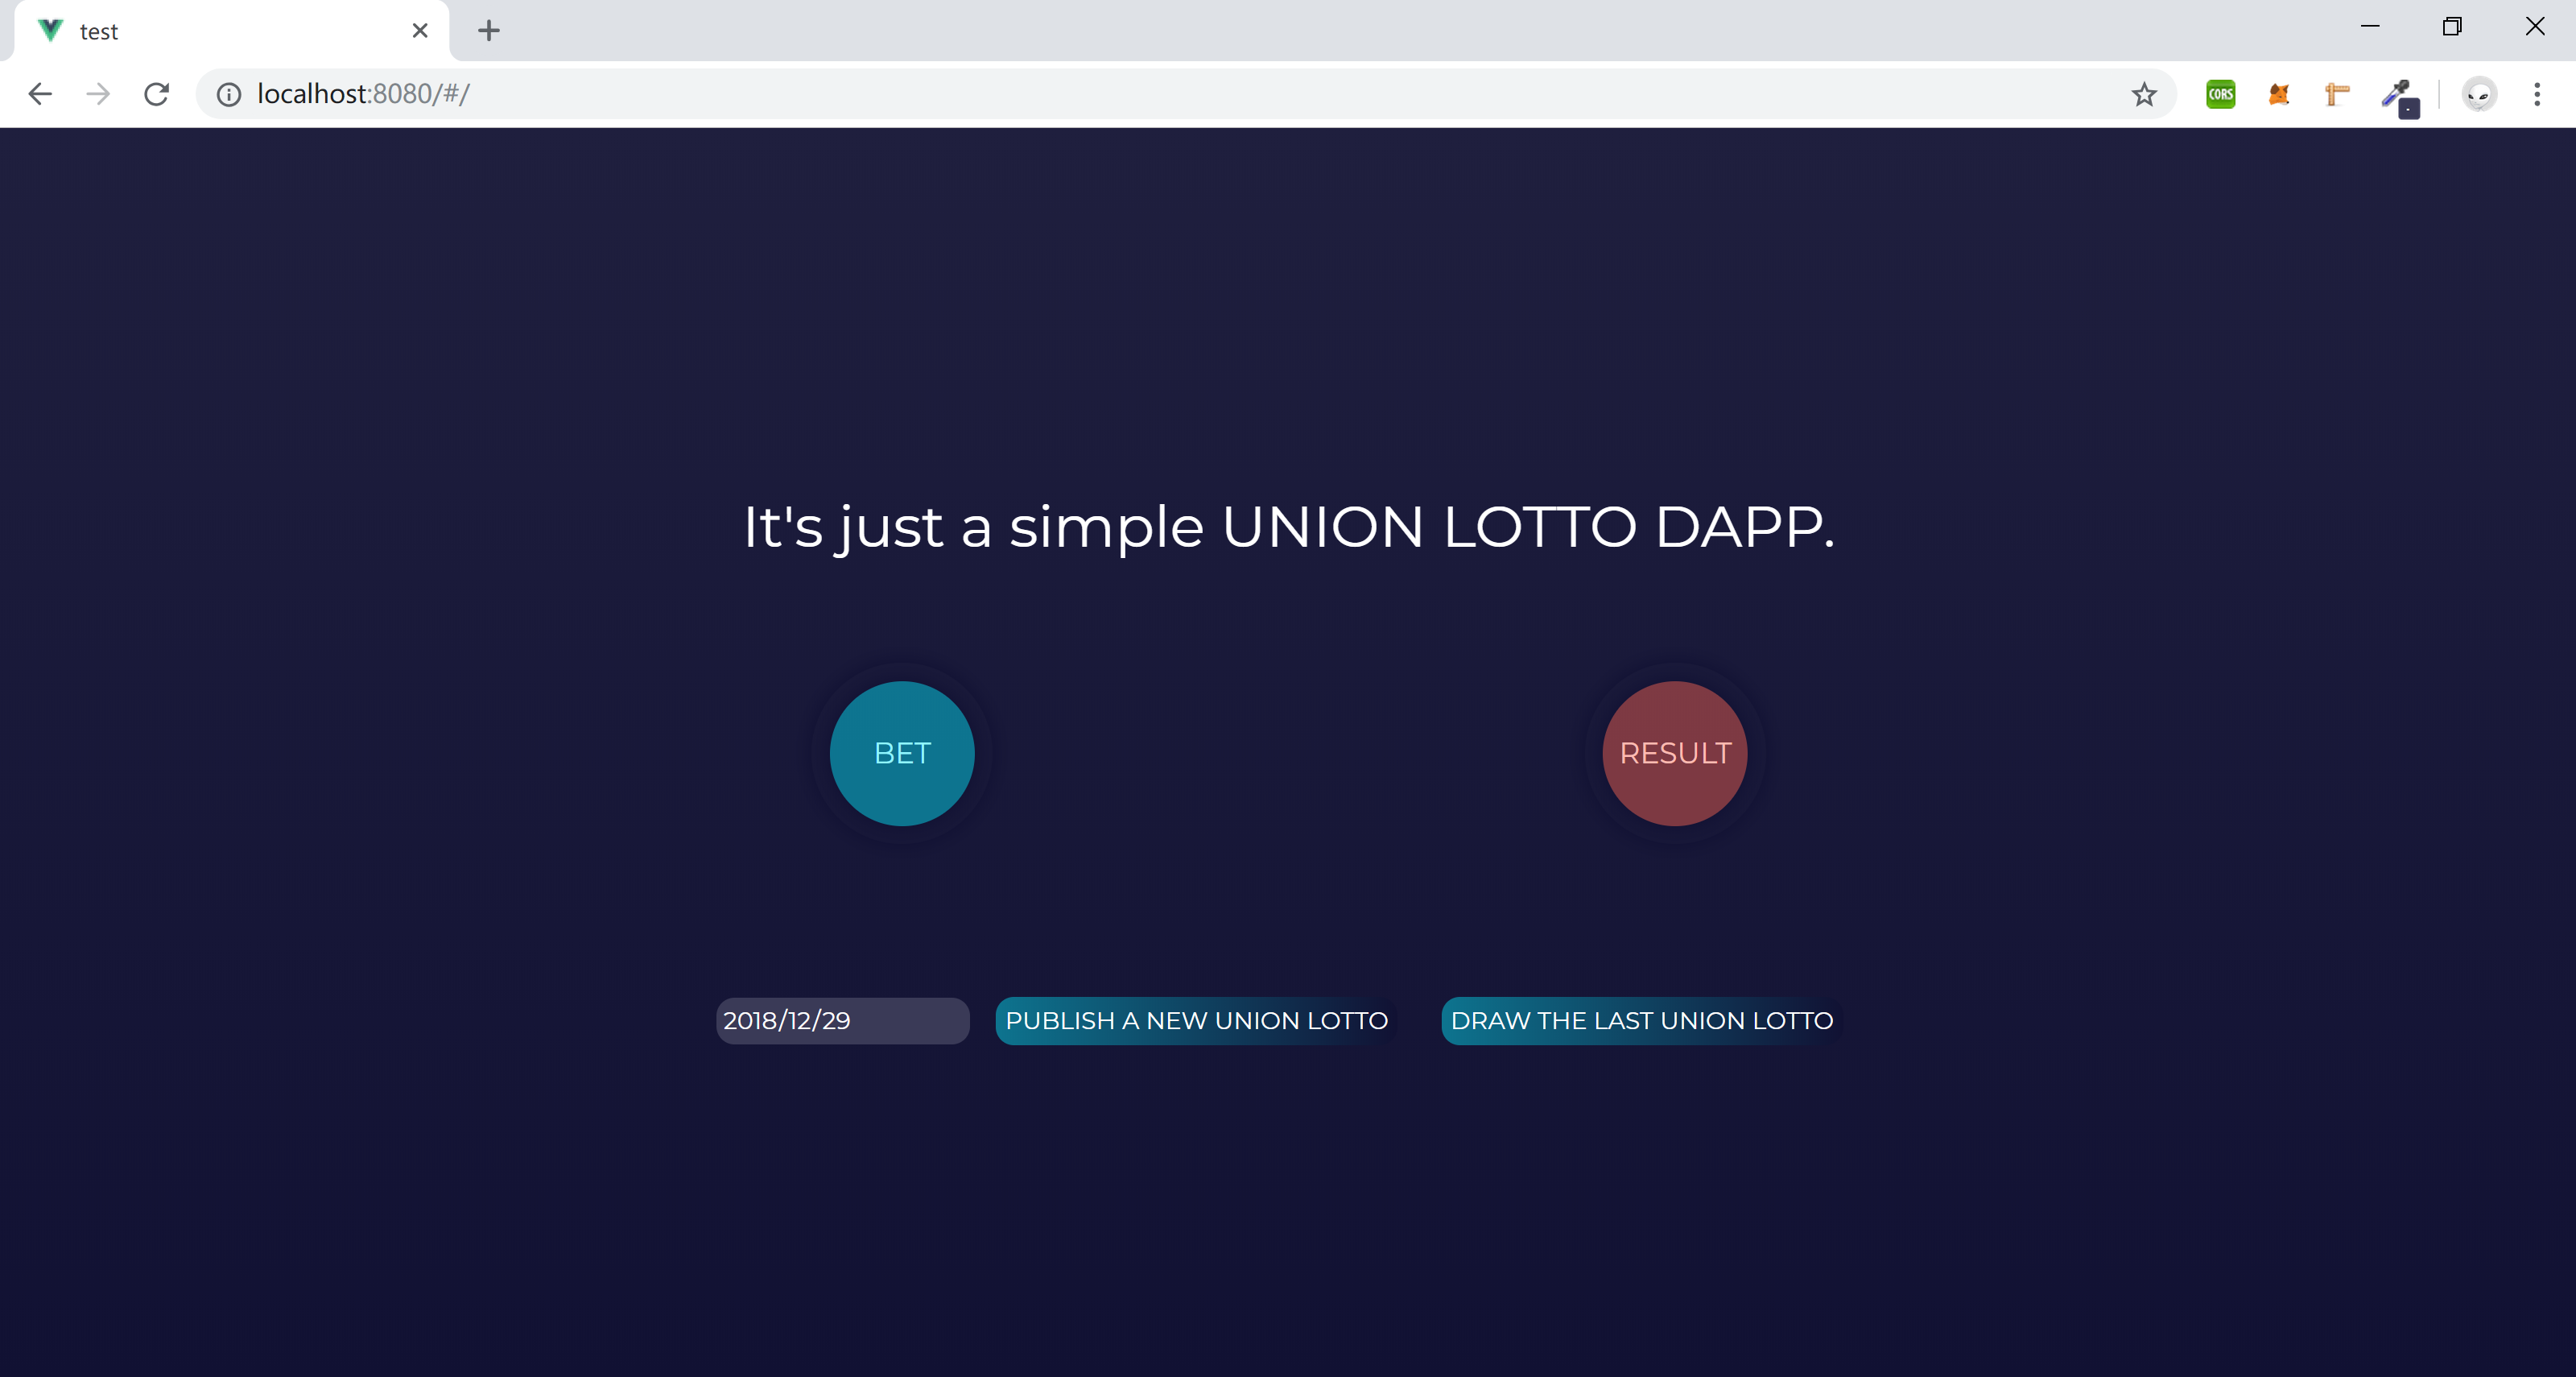 test
localhost:8080/#/
CORS
It's just a simple UNION LOTTO DAPP.
BET
RESULT
2018/12/29
PUBLISH A NEW UNION LOTTO
DRAW THE LAST UNION LOTTO